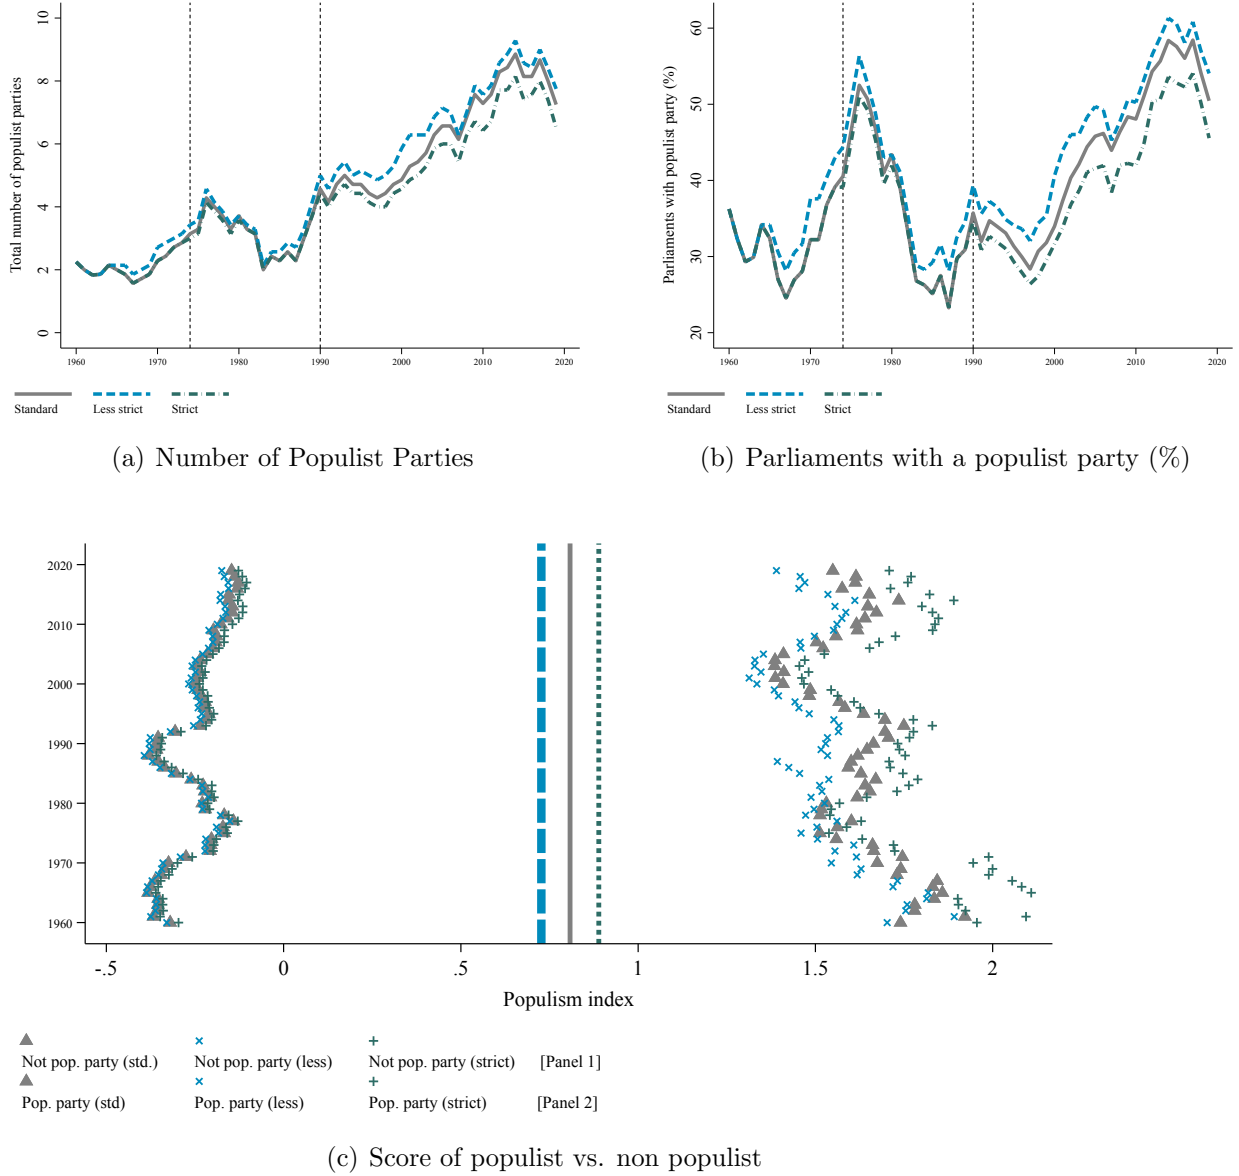 Total number of populist parties
10
8
6
4
2
0
1960 1970 1980 1990 2000 2010 2020
Standard Less strict Strict
(a) Number of Populist Parties
Parliaments with populist party (%)
60
50
40
30
20
1960 1970 1980 1990 2000 2010 2020
Standard Less strict Strict
(b) Parliaments with a populist party (%)
2020
2010
2000
1990
1980
1970
1960
-.5 0 .5 1 1.5 2
Populism index
Not pop. party (std.) Not pop. party (less) Not pop. party (strict) [Panel 1]
Pop. party (std) Pop. party (less) Pop. party (strict) [Panel 2]
(c) Score of populist vs. non populist